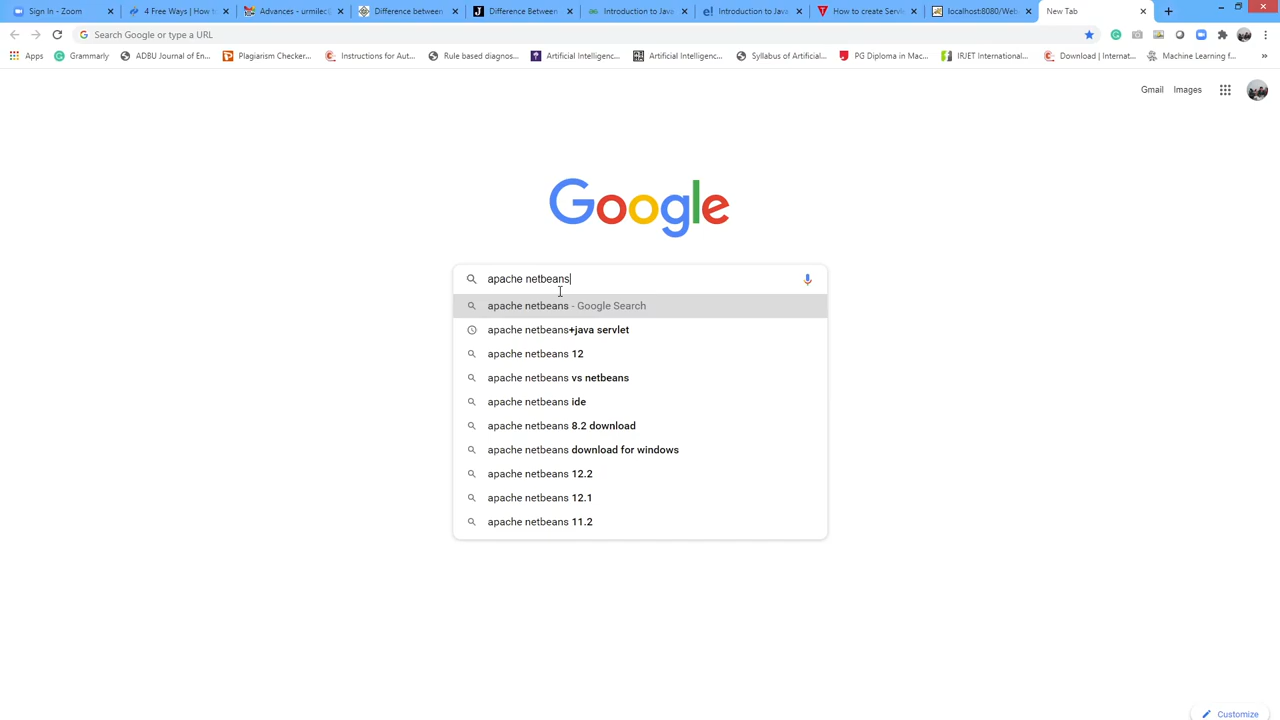 Sign In - Zoom
4 Free Ways | How t
Advances - urmilec
Difference between
Difference Between
Introduction to Java
Introduction to Java
How to create Servl
localhost:8080/Web
New Tab
Search Google or type a URL
Apps
Grammarly
ADBU Journal of En...
Plagiarism Checker...
Instructions for Aut...
Rule based diagnos...
Artificial Intelligenc...
Artificial Intelligenc...
Syllabus of Artificial...
PG Diploma in Mac...
IRJET International...
Download | Internat...
Machine Learning f...
»
Gmail Images
Google
apache netbeans
apache netbeans - Google Search
apache netbeans+java servlet
apache netbeans 12
apache netbeans vs netbeans
apache netbeans ide
apache netbeans 8.2 download
apache netbeans download for windows
apache netbeans 12.2
apache netbeans 12.1
apache netbeans 11.2
Customize